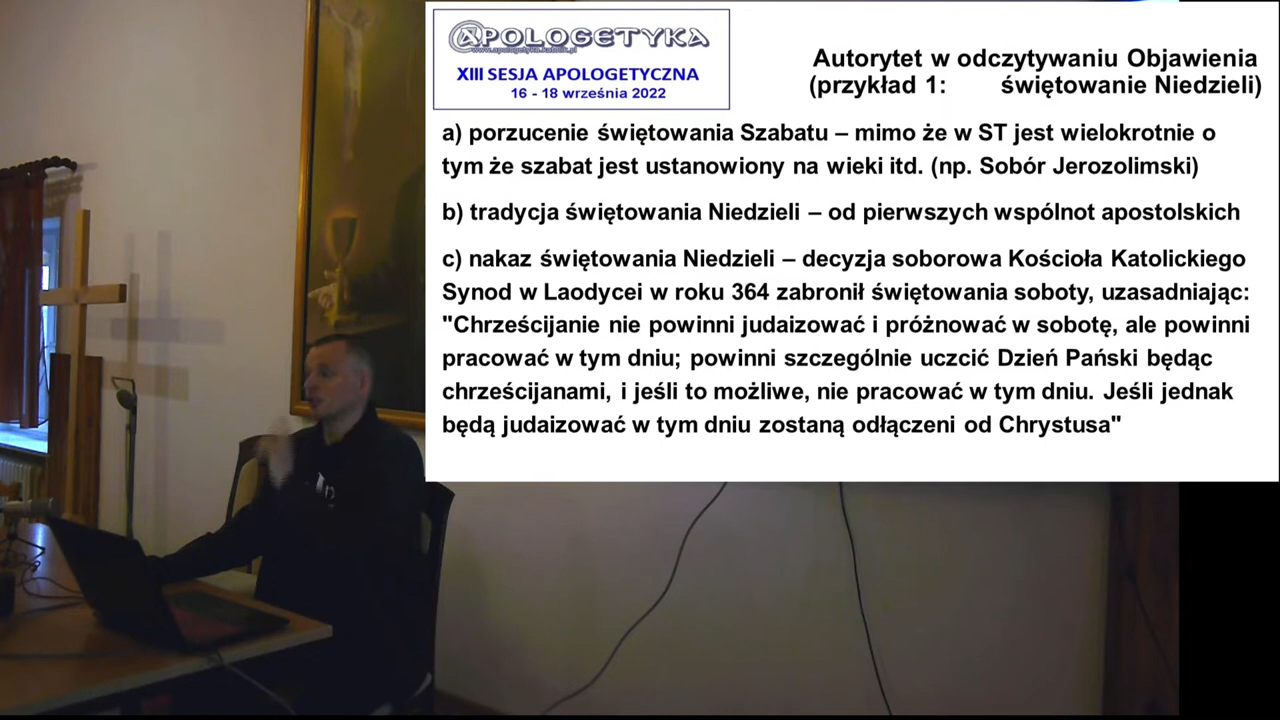 @POLOGETYKA
www.apologetyka.katolik.pl
XIII SESJA APOLOGETYCZNA
16 - 18 września 2022
Autorytet w odczytywaniu Objawienia
(przykład 1: świętowanie Niedzieli)
a) porzucenie świętowania Szabatu – mimo że w ST jest wielokrotnie o
tym że szabat jest ustanowiony na wieki itd. (np. Sobór Jerozolimski)
b) tradycja świętowania Niedzieli – od pierwszych wspólnot apostolskich
c) nakaz świętowania Niedzieli – decyzja soborowa Kościoła Katolickiego
Synod w Laodycei w roku 364 zabronił świętowania soboty, uzasadniając:
"Chrześcijanie nie powinni judaizować i próżnować w sobotę, ale powinni
pracować w tym dniu; powinni szczególnie uczcić Dzień Pański będąc
chrześcijanami, i jeśli to możliwe, nie pracować w tym dniu. Jeśli jednak
będą judaizować w tym dniu zostaną odłączeni od Chrystusa"